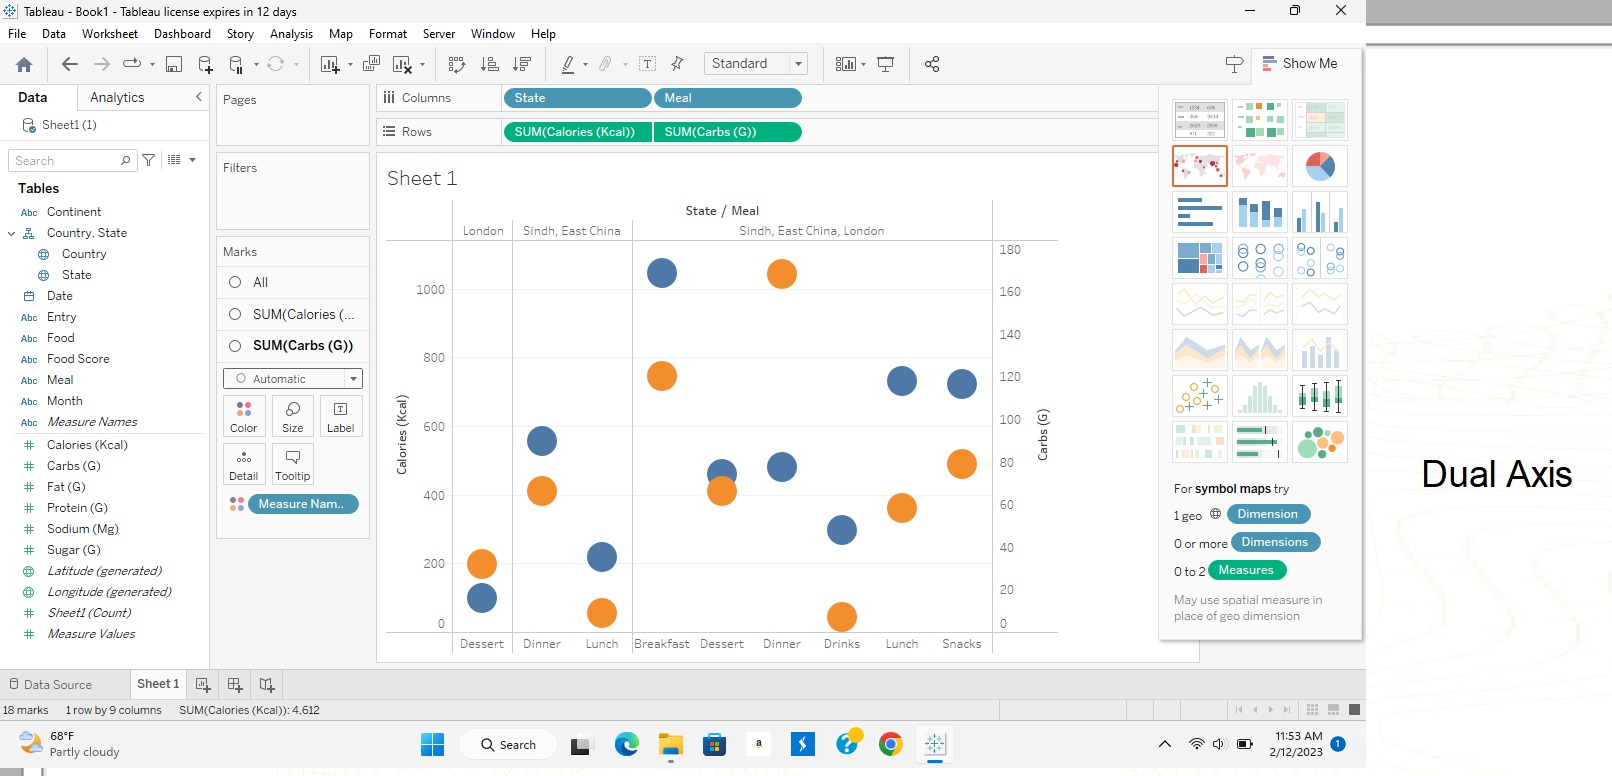 Tableau - Book1 - Tableau license expires in 12 days
File Data Worksheet Dashboard Story Analysis Map Format Server Window Help
Standard
Show Me
Data Analytics
Sheet1 (1)
Search
Tables
Abc Continent
Country, State
Country
State
Date
Abc Entry
Abc Food
Abc Food Score
Abc Meal
Abc Month
Abc Measure Names
Calories (Kcal)
Carbs (G)
Fat (G)
Protein (G)
Sodium (Mg)
Sugar (G)
Latitude (generated)
Longitude (generated)
Sheet1 (Count)
Measure Values
Pages
Filters
Marks
All
SUM(Calories (...
SUM(Carbs (G))
Automatic
Color Size Label
Detail Tooltip
Measure Nam..
Columns State Meal
Rows SUM(Calories (Kcal)) SUM(Carbs (G))
Sheet 1
State / Meal
London Sindh, East China Sindh, East China, London
Calories (Kcal)
1000
800
600
400
200
0
Carbs (G)
180
160
140
120
100
80
60
40
20
0
Dessert Dinner Lunch Breakfast Dessert Dinner Drinks Lunch Snacks
For symbol maps try
1 geo Dimension
0 or more Dimensions
0 to 2 Measures
May use spatial measure in
place of geo dimension
Dual Axis
Data Source Sheet 1
18 marks 1 row by 9 columns SUM(Calories (Kcal)): 4,612
68°F
Partly cloudy
Search
a
11:53 AM
2/12/2023
1